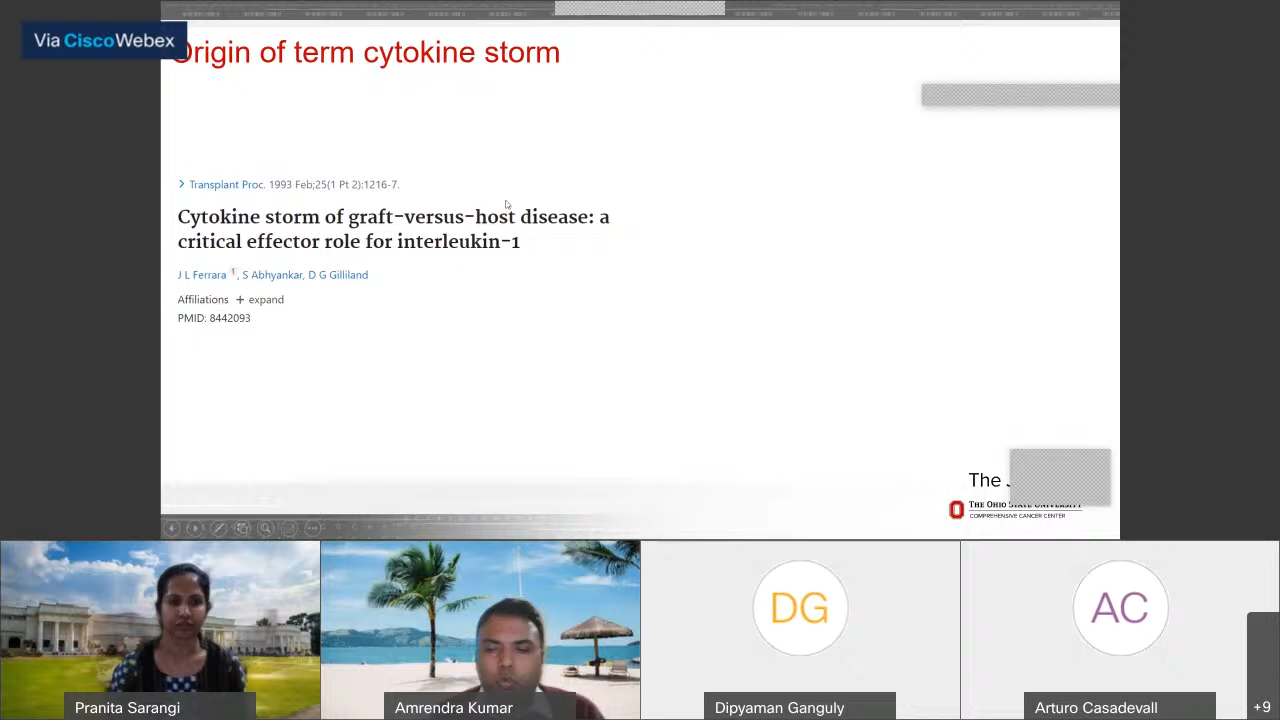 Via CiscoWebex
Origin of term cytokine storm
Transplant Proc. 1993 Feb;25(1 Pt 2):1216-7.
Cytokine storm of graft-versus-host disease: a
critical effector role for interleukin-1
J L Ferrara 1, S Abhyankar, D G Gilliland
Affiliations + expand
PMID: 8442093
The
THE OHIO STATE UNIVERSITY
COMPREHENSIVE CANCER CENTER
DG
AC
Pranita Sarangi
Amrendra Kumar
Dipyaman Ganguly
Arturo Casadevall
+9